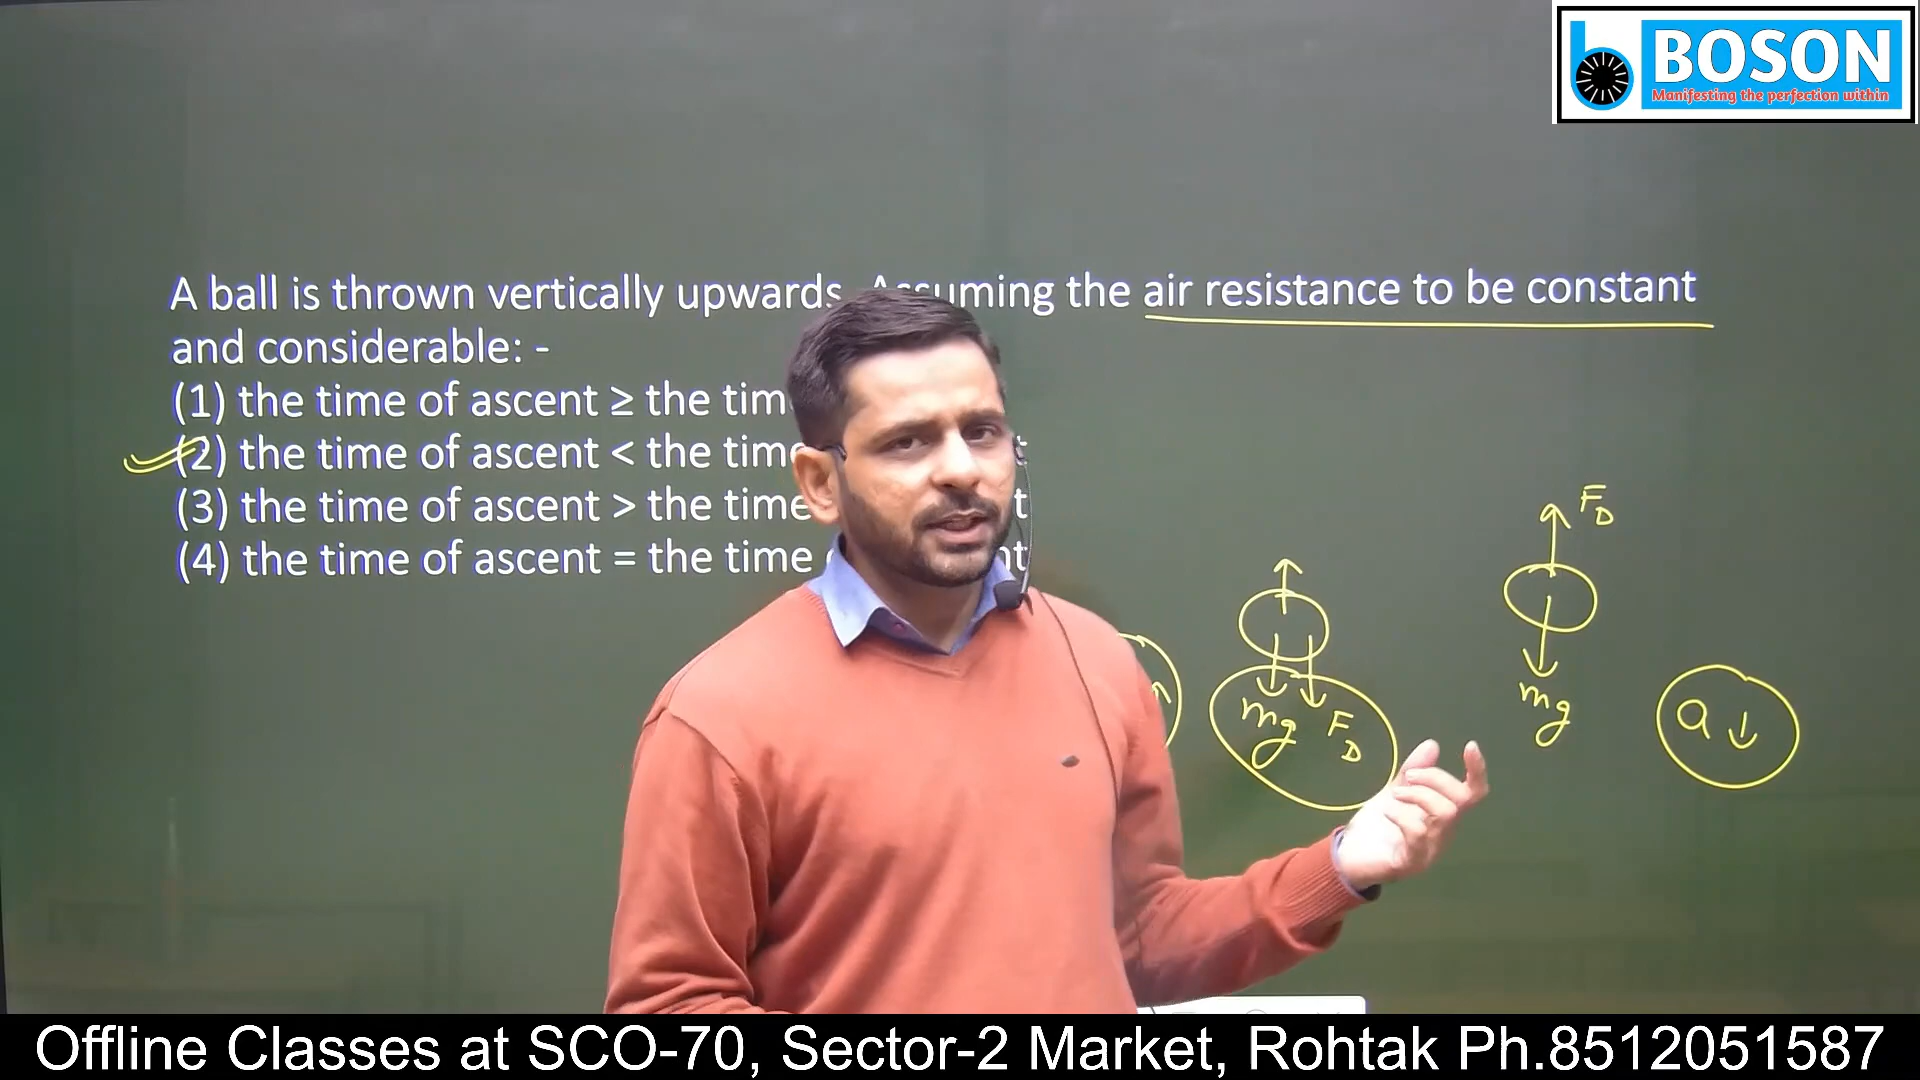 BOSON
Manifesting the perfection within
A ball is thrown vertically upwards. Assuming the air resistance to be constant
and considerable: -
(1) the time of ascent ≥ the
(2) the time of ascent < the
(3) the time of ascent > the time
(4) the time of ascent = the time
F_D
mg F_D
mg
a ↓
Offline Classes at SCO-70, Sector-2 Market, Rohtak Ph.8512051587